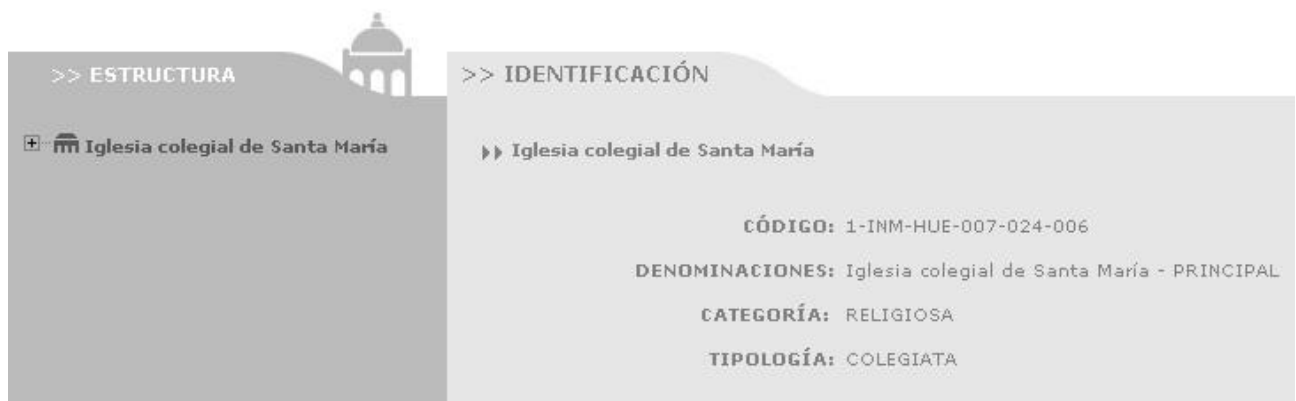 >> ESTRUCTURA
Iglesia colegial de Santa María
>> IDENTIFICACIÓN
Iglesia colegial de Santa María
CÓDIGO: 1-INM-HUE-007-024-006
DENOMINACIONES: Iglesia colegial de Santa María - PRINCIPAL
CATEGORÍA: RELIGIOSA
TIPOLOGÍA: COLEGIATA